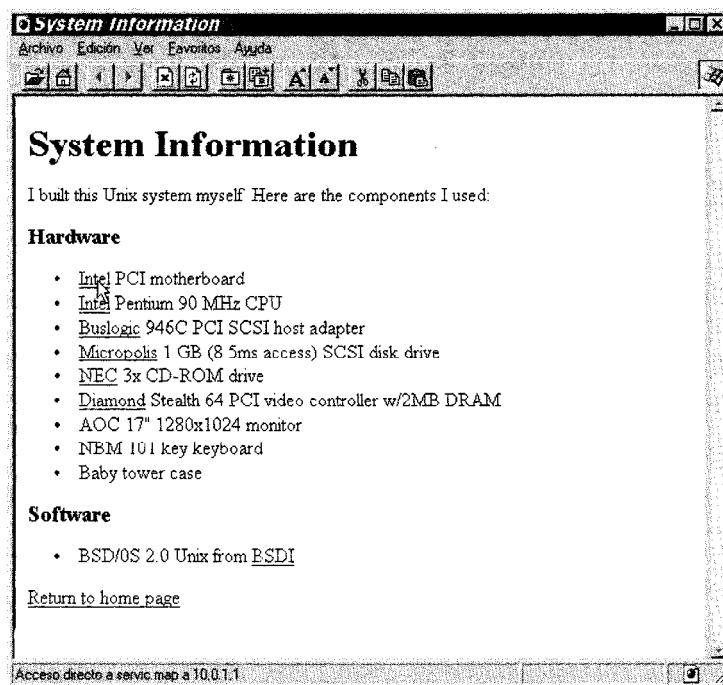 System Information
Archivo Edición Ver Favoritos Ayuda
System Information
I built this Unix system myself Here are the components I used:
Hardware
• Intel PCI motherboard
• Intel Pentium 90 MHz CPU
• Buslogic 946C PCI SCSI host adapter
• Micropolis 1 GB (8 5ms access) SCSI disk drive
• NEC 3x CD-ROM drive
• Diamond Stealth 64 PCI video controller w/2MB DRAM
• AOC 17" 1280x1024 monitor
• NBM 101 key keyboard
• Baby tower case
Software
• BSD/0S 2.0 Unix from BSDI
Return to home page
Acceso directo a servic map a 10.0.1.1